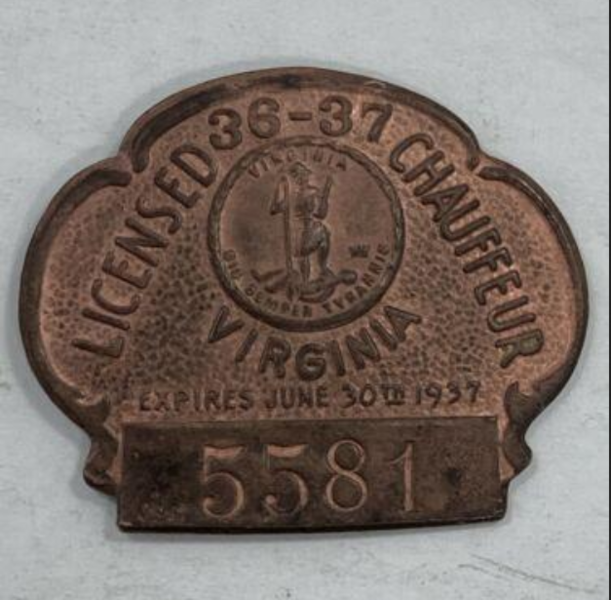 36-37
LICENSED CHAUFFEUR
VIRGINIA
SIC SEMPER TYRANNIS
VIRGINIA
EXPIRES JUNE 30TH 1937
5581